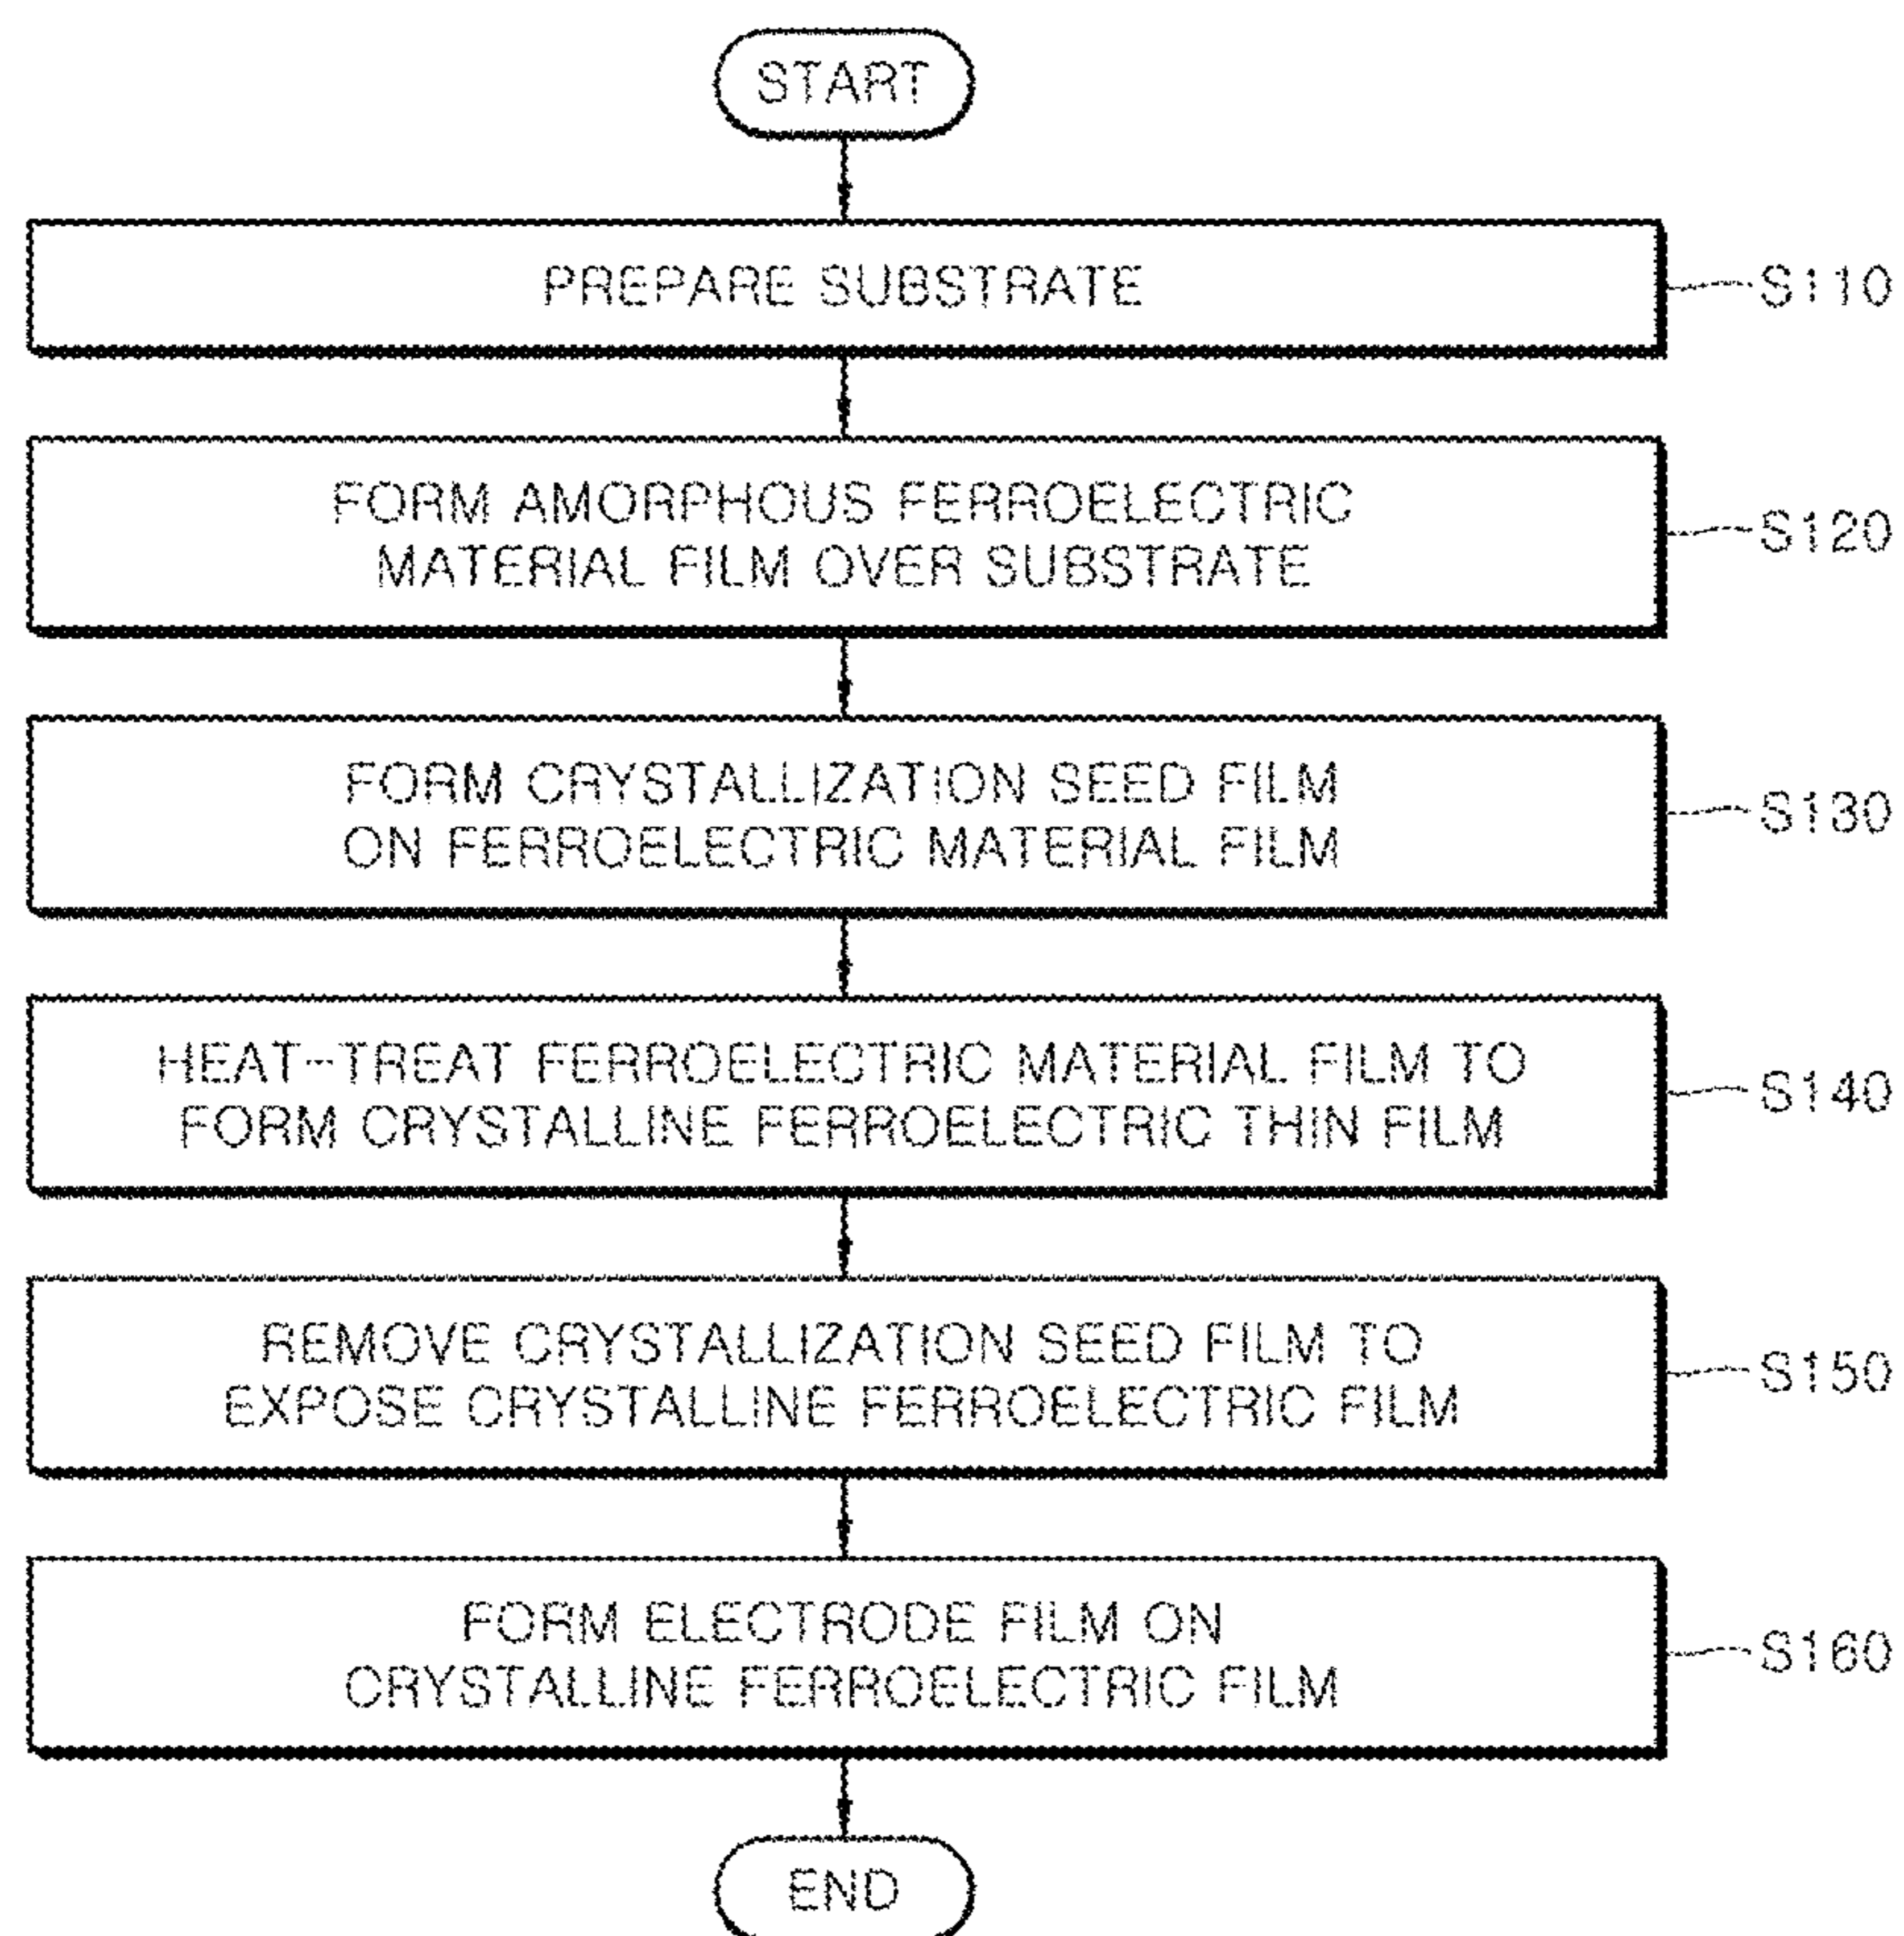 START
PREPARE SUBSTRATE
S110
FORM AMORPHOUS FERROELECTRIC
MATERIAL FILM OVER SUBSTRATE
S120
FORM CRYSTALLIZATION SEED FILM
ON FERROELECTRIC MATERIAL FILM
S130
HEAT-TREAT FERROELECTRIC MATERIAL FILM TO
FORM CRYSTALLINE FERROELECTRIC THIN FILM
S140
REMOVE CRYSTALLIZATION SEED FILM TO
EXPOSE CRYSTALLINE FERROELECTRIC FILM
S150
FORM ELECTRODE FILM ON
CRYSTALLINE FERROELECTRIC FILM
S160
END